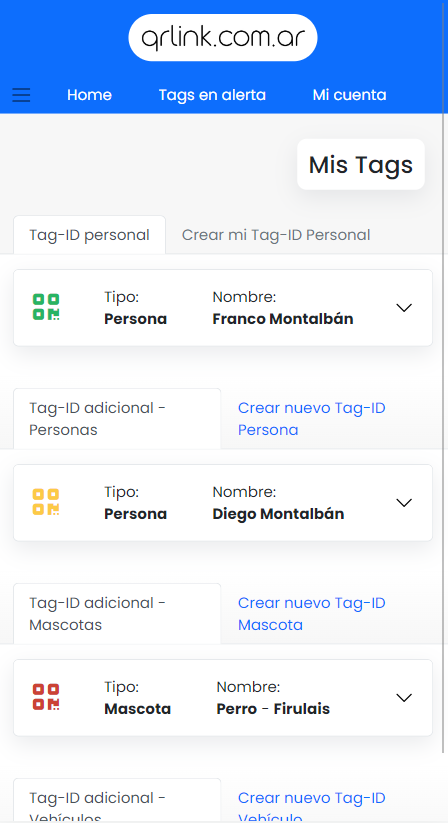 qrlink.com.ar
Home Tags en alerta Mi cuenta
Mis Tags
Tag-ID personal Crear mi Tag-ID Personal
Tipo: Nombre:
Persona Franco Montalbán
Tag-ID adicional - Crear nuevo Tag-ID
Personas Persona
Tipo: Nombre:
Persona Diego Montalbán
Tag-ID adicional - Crear nuevo Tag-ID
Mascotas Mascota
Tipo: Nombre:
Mascota Perro - Firulais
Tag-ID adicional - Crear nuevo Tag-ID
Vehículos Vehículo